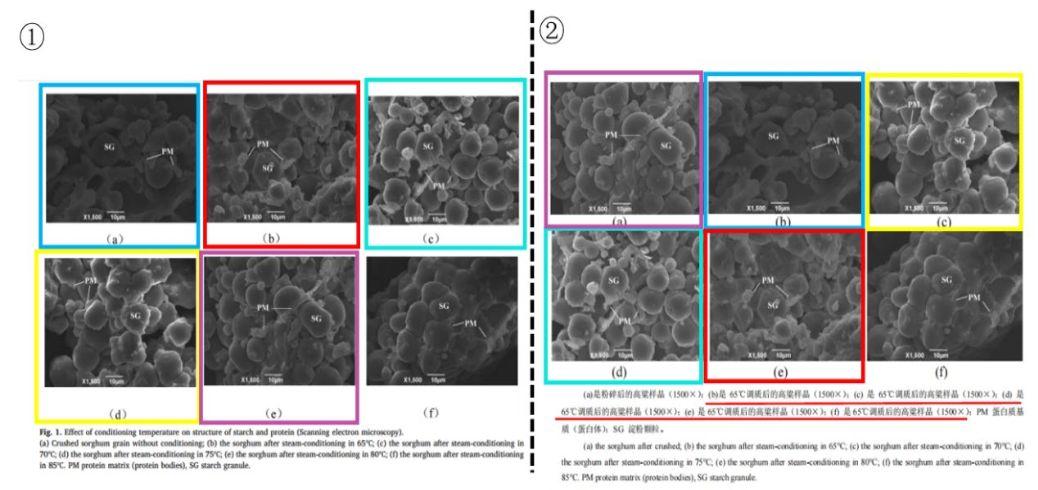 ①
SG
PM
X1,500 10μm
(a)
PM
SG
X1,500 10μm
(b)
SG
PM
X1,500 10μm
(c)
PM
SG
X1,500 10μm
(d)
PM
SG
X1,500 10μm
(e)
SG
PM
X1,500 10μm
(f)
Fig. 1. Effect of conditioning temperature on structure of starch and protein (Scanning electron microscopy).
(a) Crushed sorghum grain without conditioning; (b) the sorghum after steam-conditioning in 65℃; (c) the sorghum after steam-conditioning in
70℃; (d) the sorghum after steam-conditioning in 75℃; (e) the sorghum after steam-conditioning in 80℃; (f) the sorghum after steam-conditioning
in 85℃. PM protein matrix (protein bodies), SG starch granule.
②
PM
SG
X1,500 10μm
(a)
SG
PM
X1,500 10μm
(b)
PM
SG
X1,500 10μm
(c)
SG
PM
X1,500 10μm
(d)
PM
SG
X1,500 10μm
(e)
SG
PM
X1,500 10μm
(f)
(a)是粉碎后的高粱样品（1500×）；(b)是 65℃调质后的高粱样品（1500×）；(c) 是 65℃调质后的高粱样品（1500×）；(d) 是
65℃调质后的高粱样品（1500×）；(e) 是 65℃调质后的高粱样品（1500×）；(f) 是 65℃调质后的高粱样品（1500×）；PM 蛋白质基
质（蛋白体）；SG 淀粉颗粒。
(a) the sorghum after crushed; (b) the sorghum after steam-conditioning in 65℃; (c) the sorghum after steam-conditioning in 70℃; (d)
the sorghum after steam-conditioning in 75℃; (e) the sorghum after steam-conditioning in 80℃; (f) the sorghum after steam-conditioning in
85℃. PM protein matrix (protein bodies), SG starch granule.